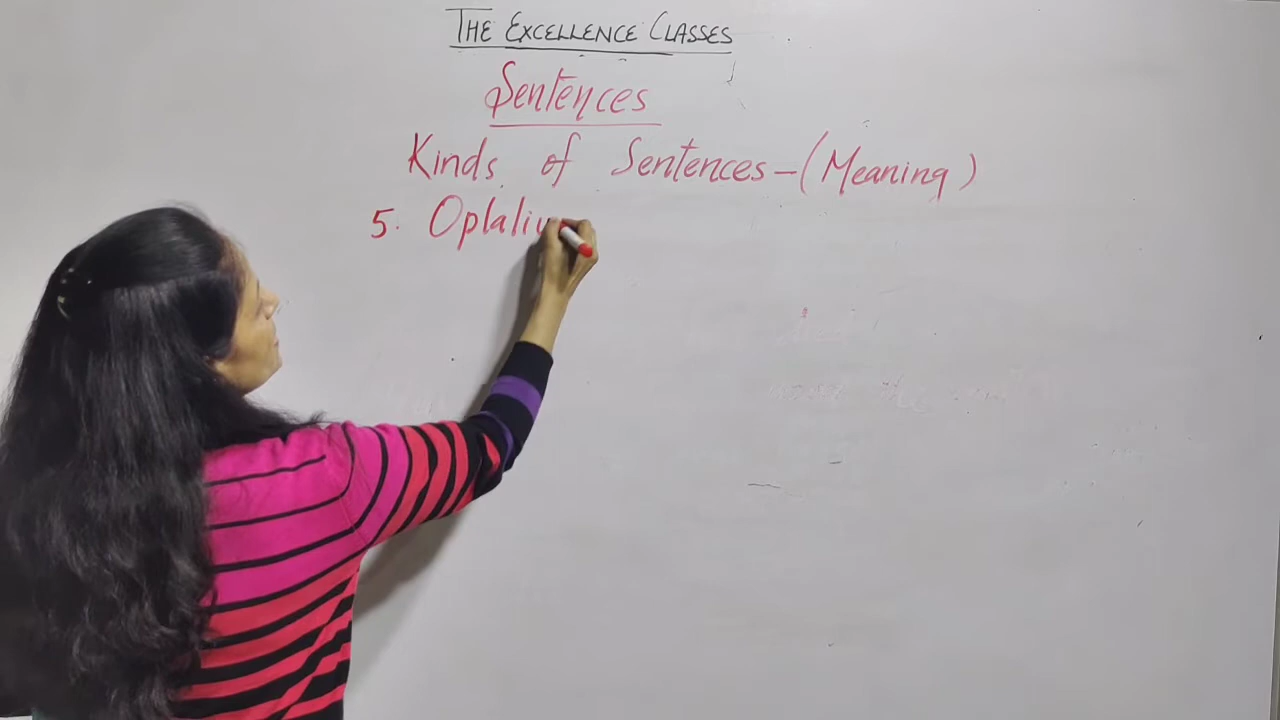 THE EXCELLENCE CLASSES
Sentences
Kinds of Sentences - (Meaning)
5. Oplaliv